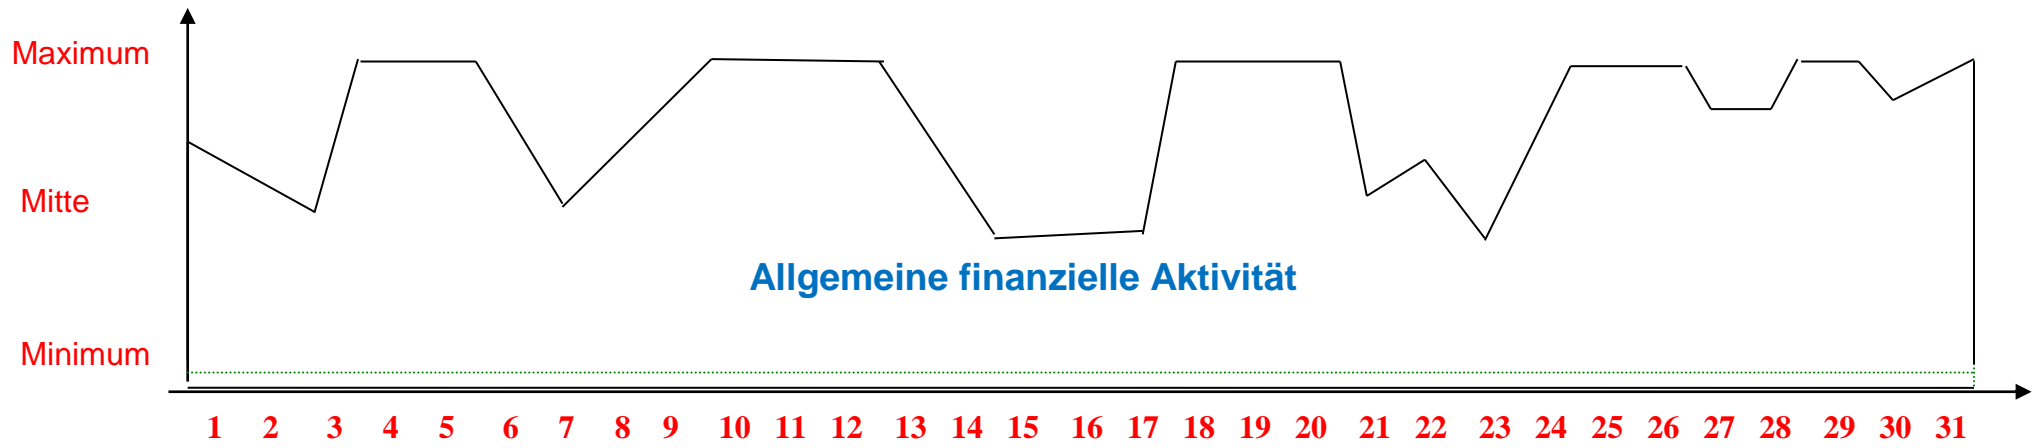 Maximum
Mitte
Allgemeine finanzielle Aktivität
Minimum
1 2 3 4 5 6 7 8 9 10 11 12 13 14 15 16 17 18 19 20 21 22 23 24 25 26 27 28 29 30 31